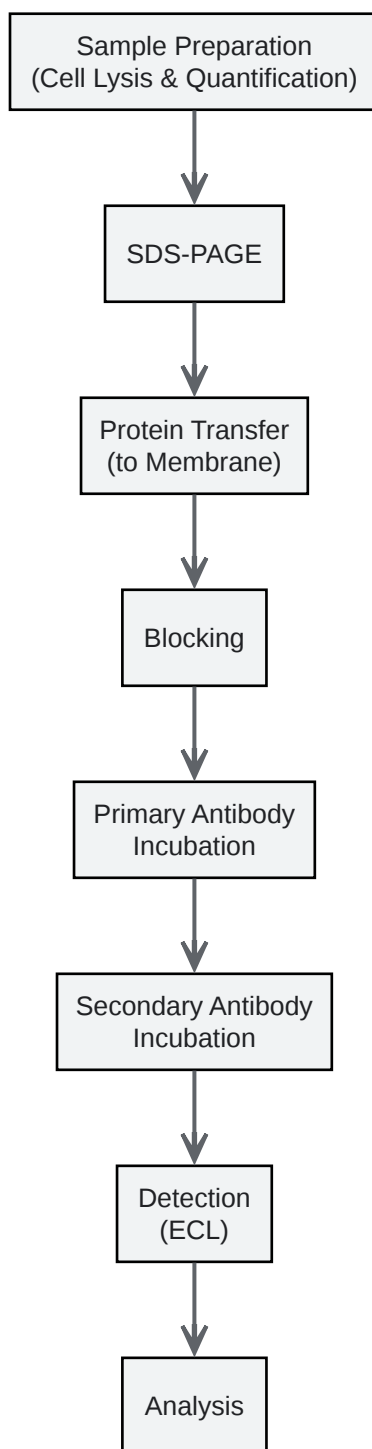 Sample Preparation
(Cell Lysis & Quantification)
SDS-PAGE
Protein Transfer
(to Membrane)
Blocking
Primary Antibody
Incubation
Secondary Antibody
Incubation
Detection
(ECL)
Analysis